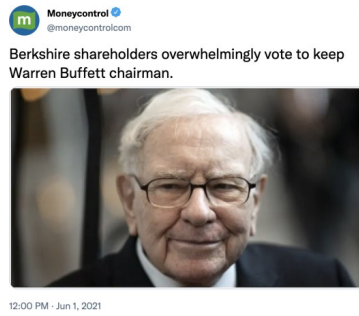 m
Moneycontrol
@moneycontrolcom
Berkshire shareholders overwhelmingly vote to keep
Warren Buffett chairman.
12:00 PM · Jun 1, 2021